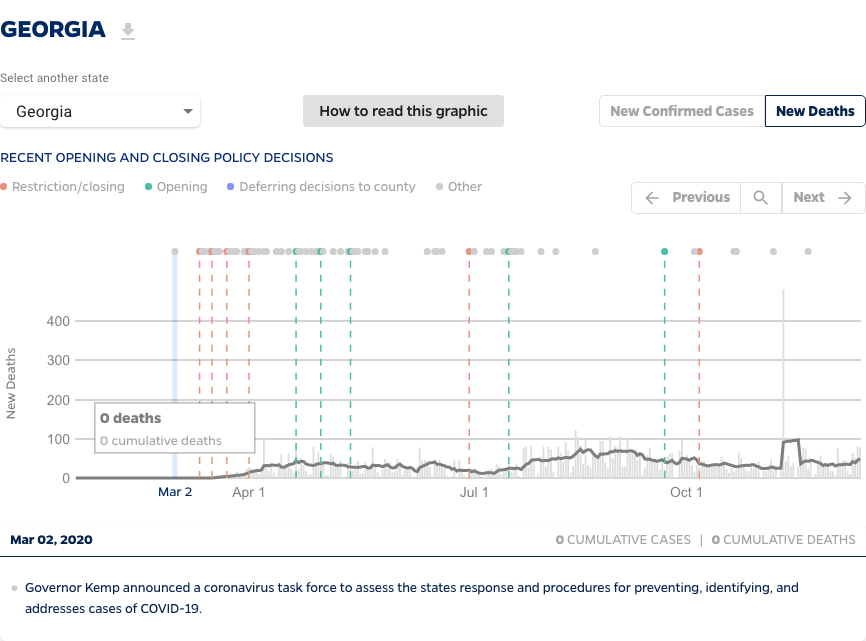 GEORGIA
Select another state
Georgia
How to read this graphic
New Confirmed Cases
New Deaths
RECENT OPENING AND CLOSING POLICY DECISIONS
Restriction/closing
Opening
Deferring decisions to county
Other
Previous
Next
New Deaths
400
300
200
100
0
0 deaths
0 cumulative deaths
Mar 2
Apr 1
Jul 1
Oct 1
Mar 02, 2020
0 CUMULATIVE CASES | 0 CUMULATIVE DEATHS
Governor Kemp announced a coronavirus task force to assess the states response and procedures for preventing, identifying, and
addresses cases of COVID-19.